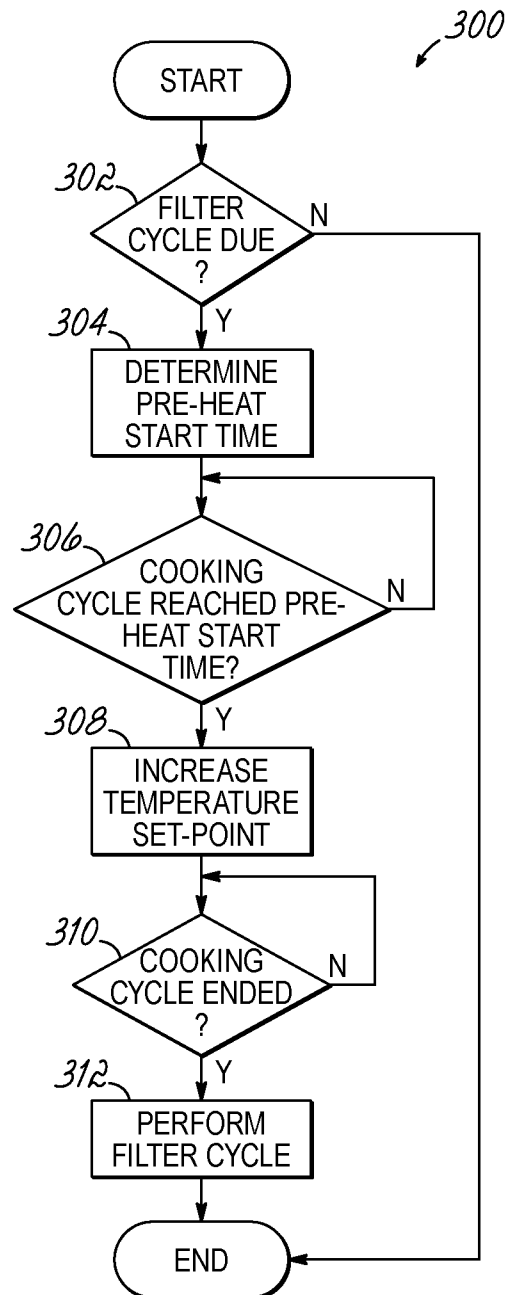 300
START
302
FILTER
CYCLE DUE
?
N
Y
304
DETERMINE
PRE-HEAT
START TIME
306
COOKING
CYCLE REACHED PRE-
HEAT START
TIME?
N
Y
308
INCREASE
TEMPERATURE
SET-POINT
310
COOKING
CYCLE ENDED
?
N
Y
312
PERFORM
FILTER CYCLE
END